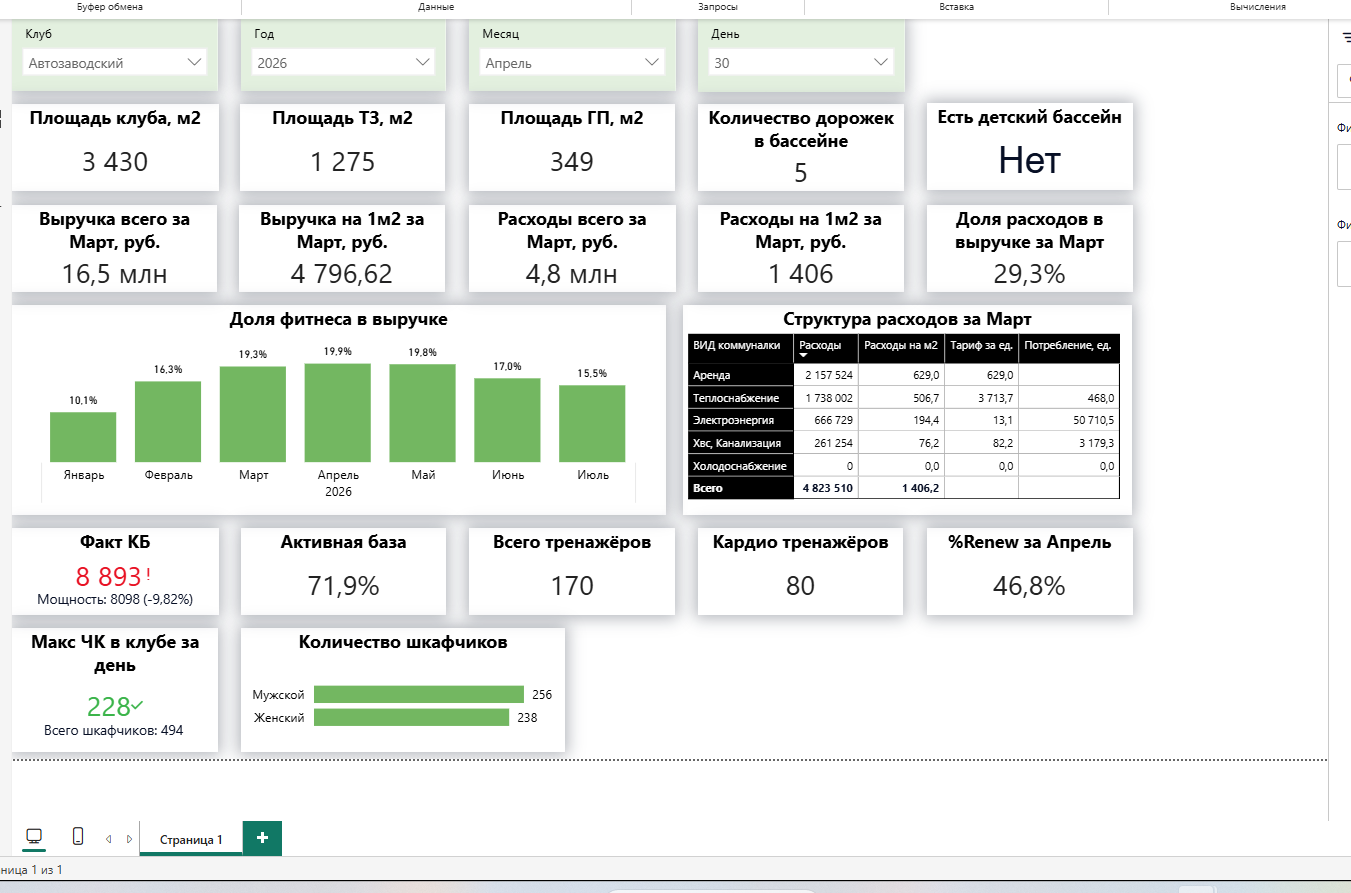 Буфер обмена
Данные
Запросы
Вставка
Вычисления
Клуб
Автозаводский
Год
2026
Месяц
Апрель
День
30
Площадь клуба, м2
3 430
Площадь ТЗ, м2
1 275
Площадь ГП, м2
349
Количество дорожек
в бассейне
5
Есть детский бассейн
Нет
Выручка всего за
Март, руб.
16,5 млн
Выручка на 1м2 за
Март, руб.
4 796,62
Расходы всего за
Март, руб.
4,8 млн
Расходы на 1м2 за
Март, руб.
1 406
Доля расходов в
выручке за Март
29,3%
Доля фитнеса в выручке
10,1%
16,3%
19,3%
19,9%
19,8%
17,0%
15,5%
Январь Февраль Март Апрель Май Июнь Июль
2026
Структура расходов за Март
ВИД коммуналки Расходы Расходы на м2 Тариф за ед. Потребление, ед.
Аренда 2 157 524 629,0 629,0
Теплоснабжение 1 738 002 506,7 3 713,7 468,0
Электроэнергия 666 729 194,4 13,1 50 710,5
Хвс, Канализация 261 254 76,2 82,2 3 179,3
Холодоснабжение 0 0,0 0,0 0,0
Всего 4 823 510 1 406,2
Факт КБ
8 893!
Мощность: 8098 (-9,82%)
Активная база
71,9%
Всего тренажёров
170
Кардио тренажёров
80
%Renew за Апрель
46,8%
Макс ЧК в клубе за
день
228
Всего шкафчиков: 494
Количество шкафчиков
Мужской 256
Женский 238
Страница 1
+
ница 1 из 1